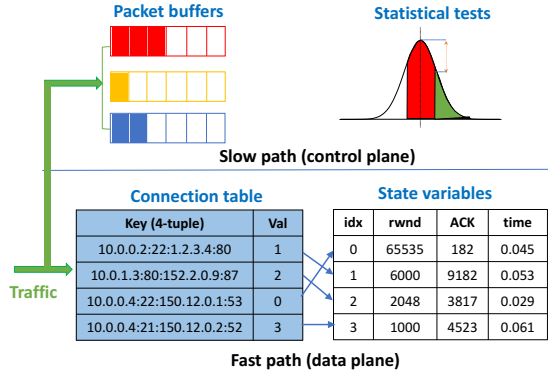 Packet buffers
Statistical tests
Slow path (control plane)
Connection table
State variables
Key (4-tuple) Val
10.0.0.2:22:1.2.3.4:80 1
10.0.1.3:80:152.2.0.9:87 2
10.0.0.4:22:150.12.0.1:53 0
10.0.0.4:21:150.12.0.2:52 3
idx rwnd ACK time
0 65535 182 0.045
1 6000 9182 0.053
2 2048 3817 0.029
3 1000 4523 0.061
Traffic
Fast path (data plane)